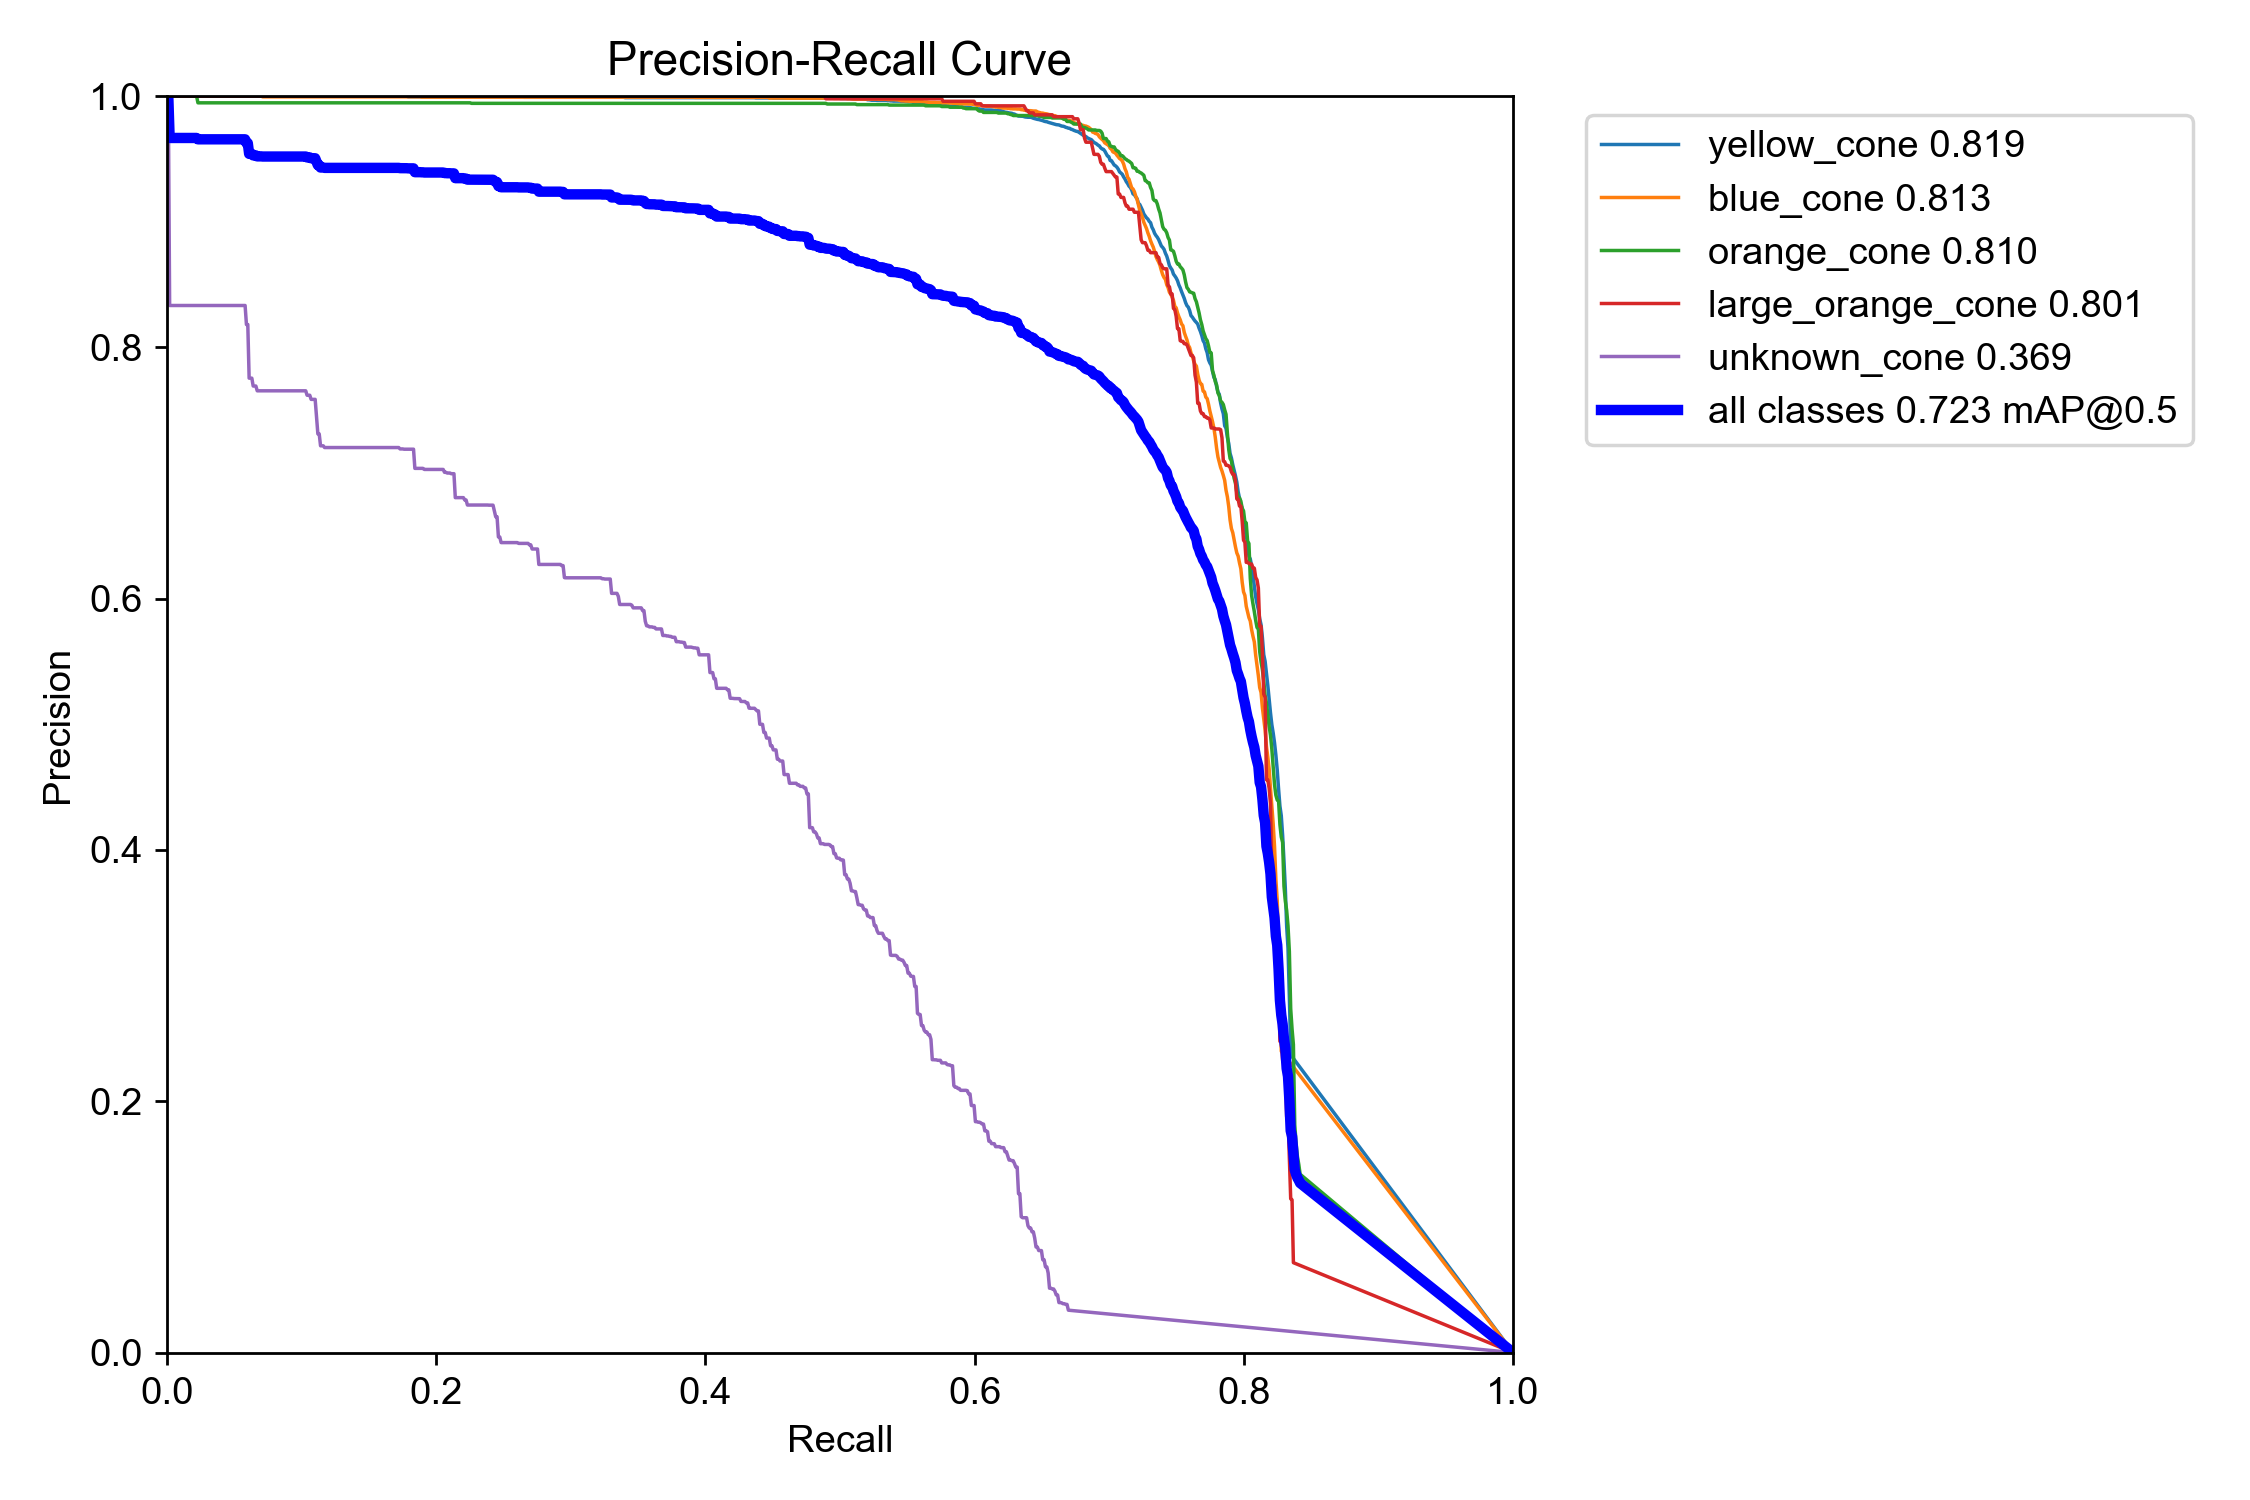 Precision-Recall Curve
1.0
0.8
0.6
0.4
0.2
0.0
Precision
0.0 0.2 0.4 0.6 0.8 1.0
Recall
yellow_cone 0.819
blue_cone 0.813
orange_cone 0.810
large_orange_cone 0.801
unknown_cone 0.369
all classes 0.723 mAP@0.5